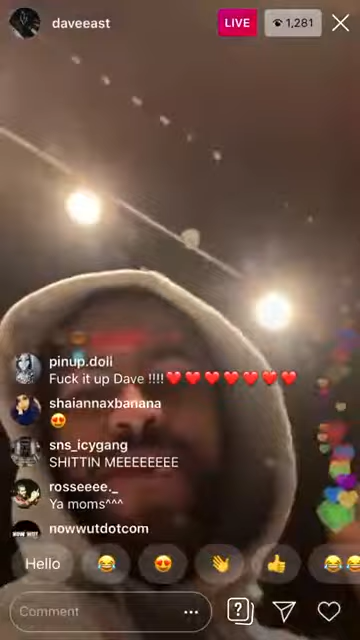 daveeast
LIVE
1,281
pinup.doll
Fuck it up Dave !!!!❤️❤️❤️❤️❤️❤️❤️
shaiannaxbanana
😍
sns_icygang
SHITTIN MEEEEEEEE
rosseeee._
Ya moms^^^
nowwutdotcom
Hello
Comment